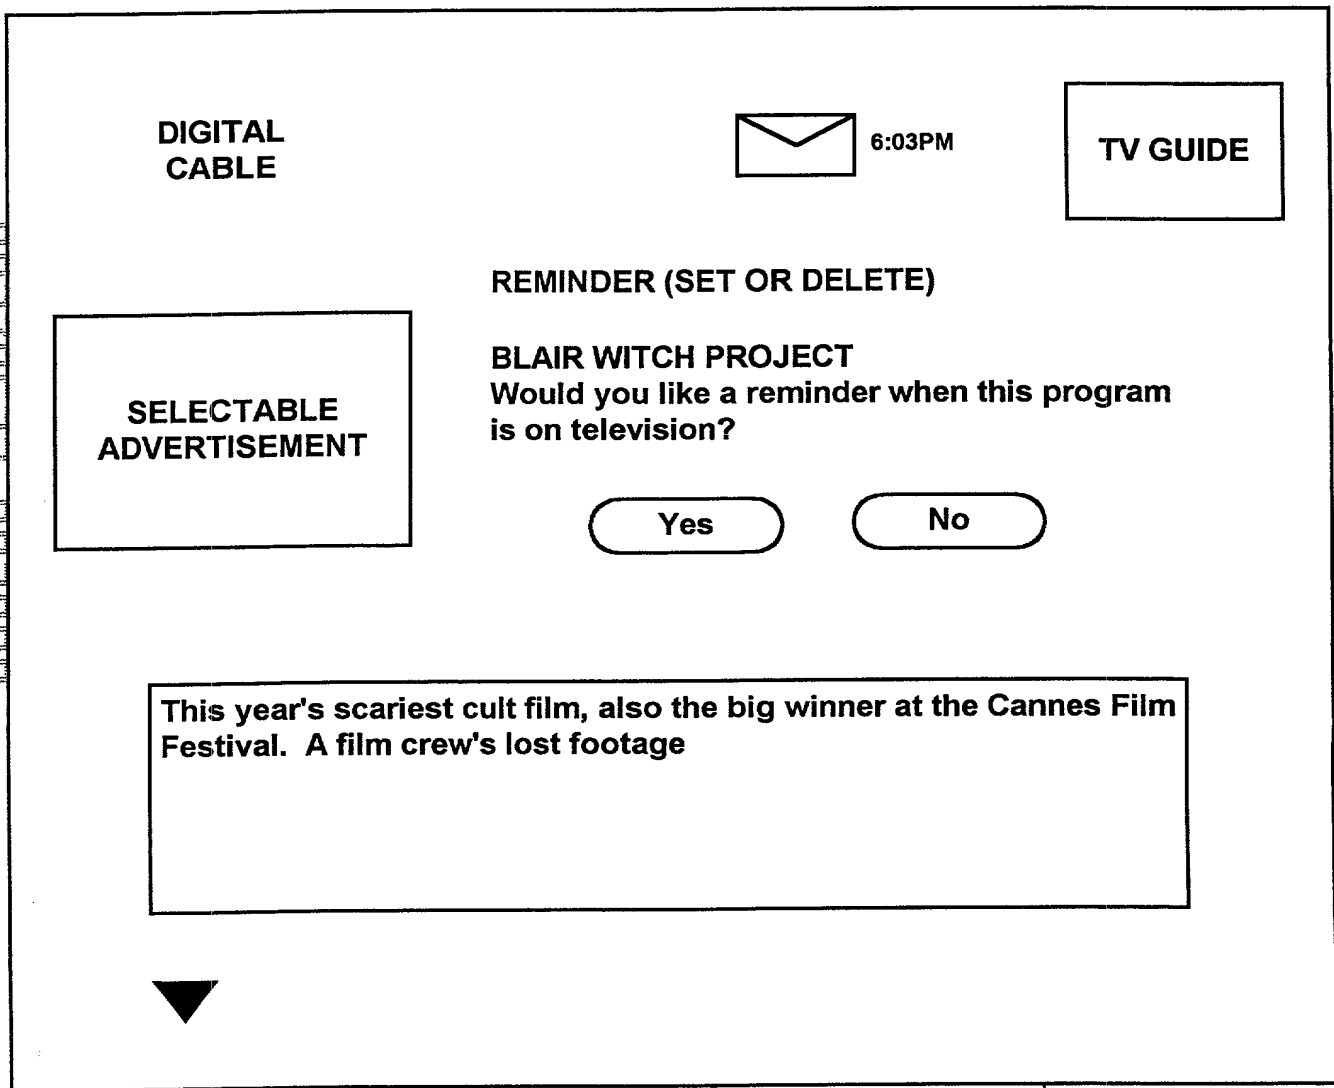 DIGITAL
CABLE
6:03PM
TV GUIDE
REMINDER (SET OR DELETE)
BLAIR WITCH PROJECT
Would you like a reminder when this program
is on television?
SELECTABLE
ADVERTISEMENT
Yes
No
This year's scariest cult film, also the big winner at the Cannes Film
Festival.  A film crew's lost footage